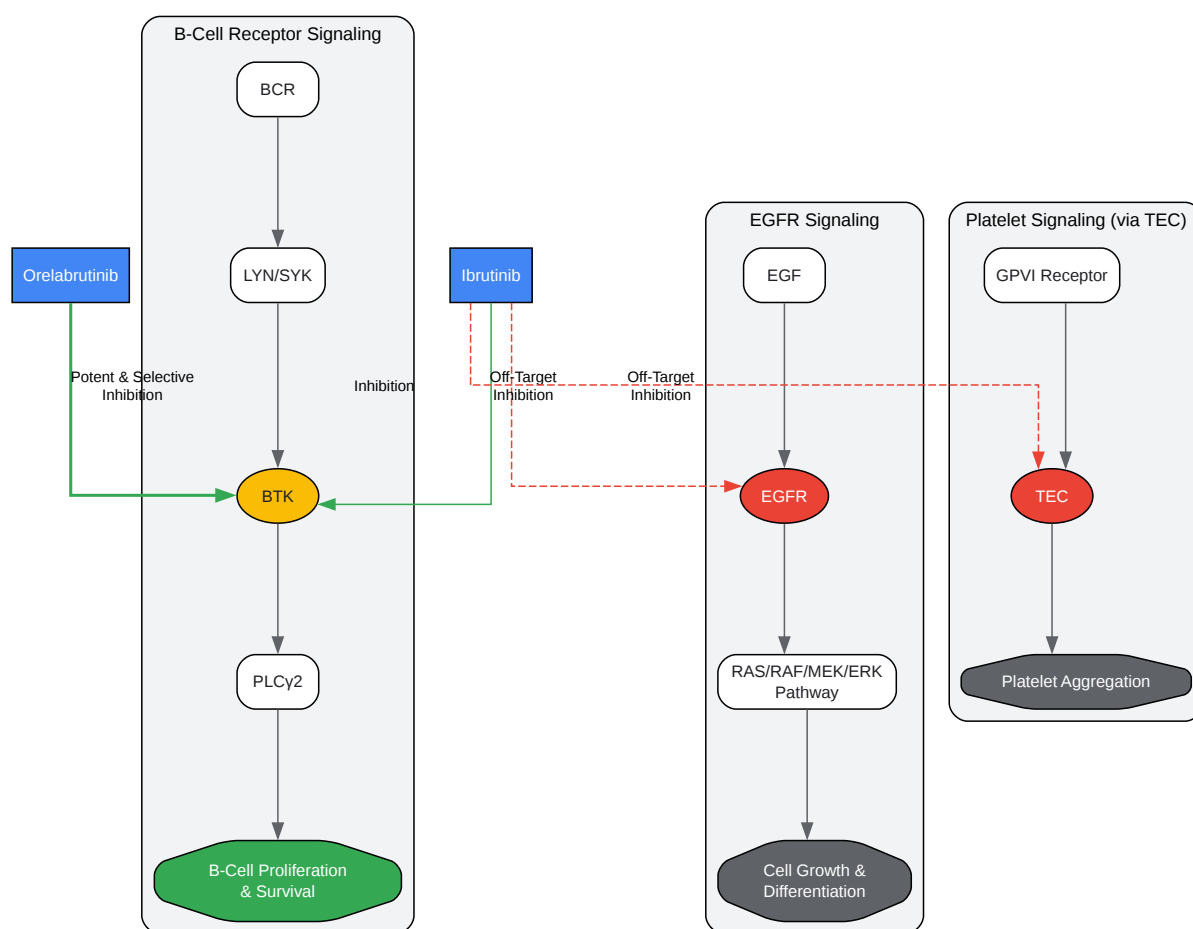 B-Cell Receptor Signaling
BCR
EGFR Signaling
Platelet Signaling (via TEC)
Orelabrutinib
LYN/SYK
Ibrutinib
EGF
GPVI Receptor
Potent & Selective
Inhibition
Inhibition
Off-Target
Inhibition
Off-Target
Inhibition
BTK
EGFR
TEC
PLCγ2
RAS/RAF/MEK/ERK
Pathway
Platelet Aggregation
B-Cell Proliferation
& Survival
Cell Growth &
Differentiation